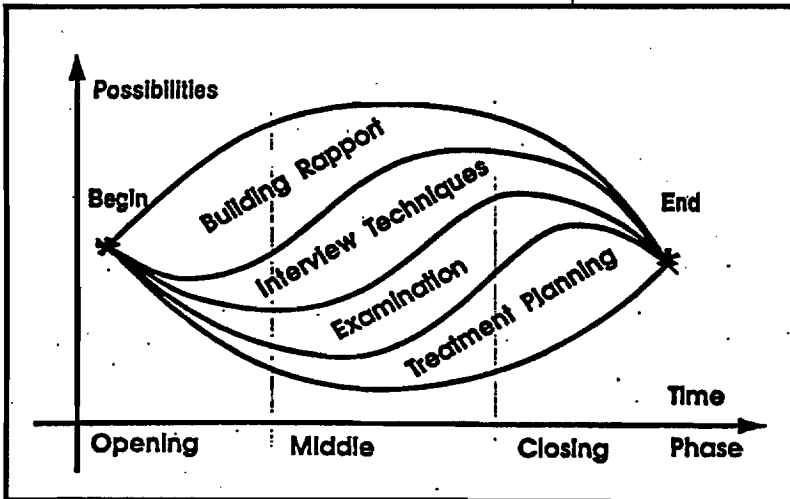 Possibilities
Begin
Building Rapport
End
Interview Techniques
Examination
Treatment Planning
Time
Opening
Middle
Closing
Phase